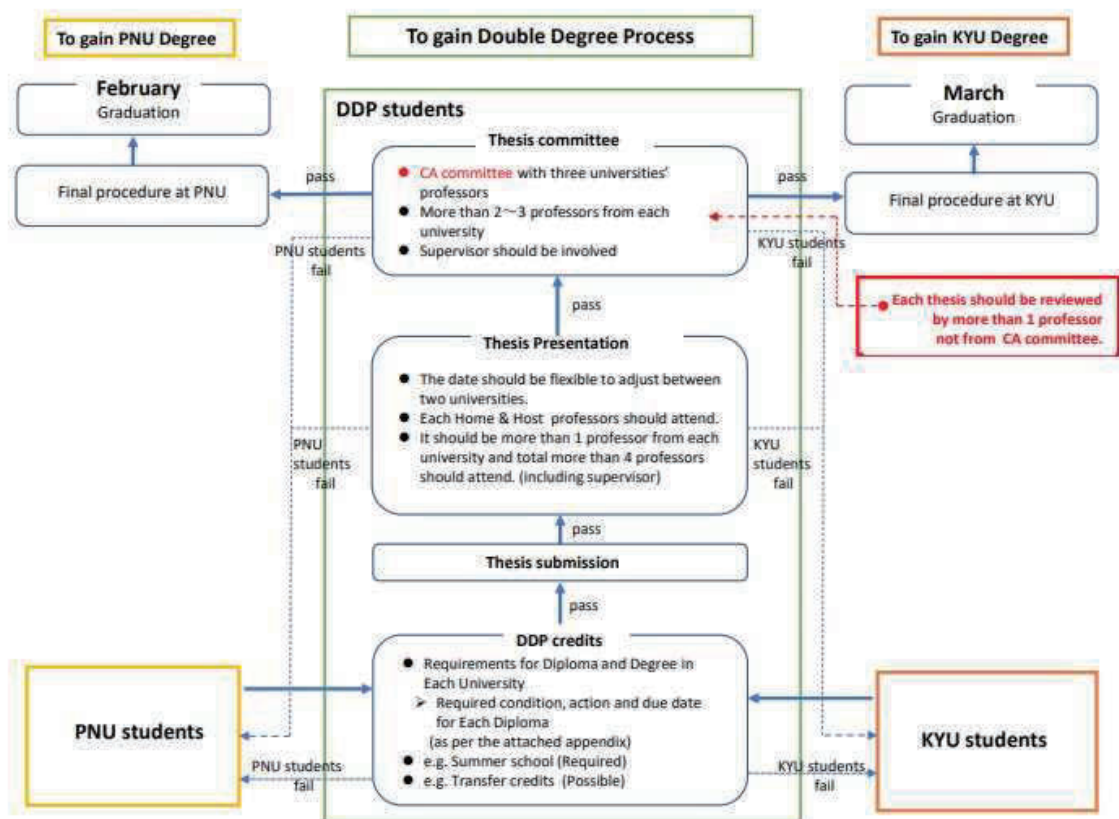 To gain PNU Degree
To gain Double Degree Process
To gain KYU Degree
February
Graduation
March
Graduation
DDP students
Thesis committee
Final procedure at PNU
pass
● CA committee with three universities'
professors
● More than 2～3 professors from each
university
● Supervisor should be involved
pass
Final procedure at KYU
PNU students
fail
KYU students
fail
Each thesis should be reviewed
by more than 1 professor
not from CA committee.
pass
Thesis Presentation
● The date should be flexible to adjust between
two universities.
● Each Home & Host professors should attend.
● It should be more than 1 professor from each
university and total more than 4 professors
should attend. (including supervisor)
PNU
students
fail
KYU
students
fail
pass
Thesis submission
pass
DDP credits
● Requirements for Diploma and Degree in
Each University
➢ Required condition, action and due date
for Each Diploma
(as per the attached appendix)
● e.g. Summer school (Required)
● e.g. Transfer credits (Possible)
PNU students
KYU students
PNU students
fail
KYU students
fail